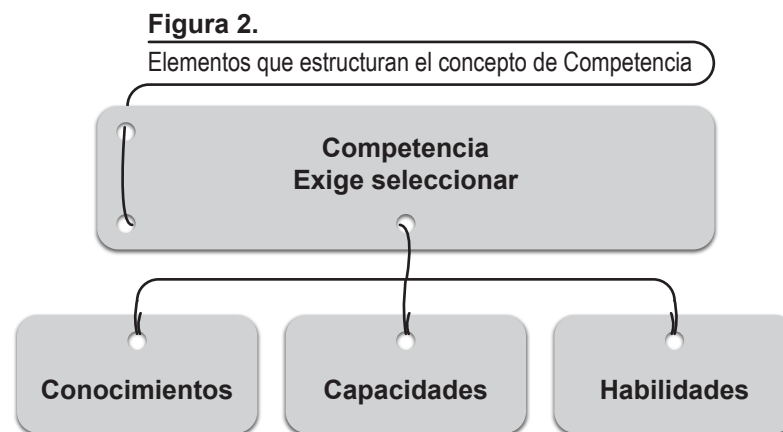 Figura 2.
Elementos que estructuran el concepto de Competencia
Competencia
Exige seleccionar
Conocimientos
Capacidades
Habilidades